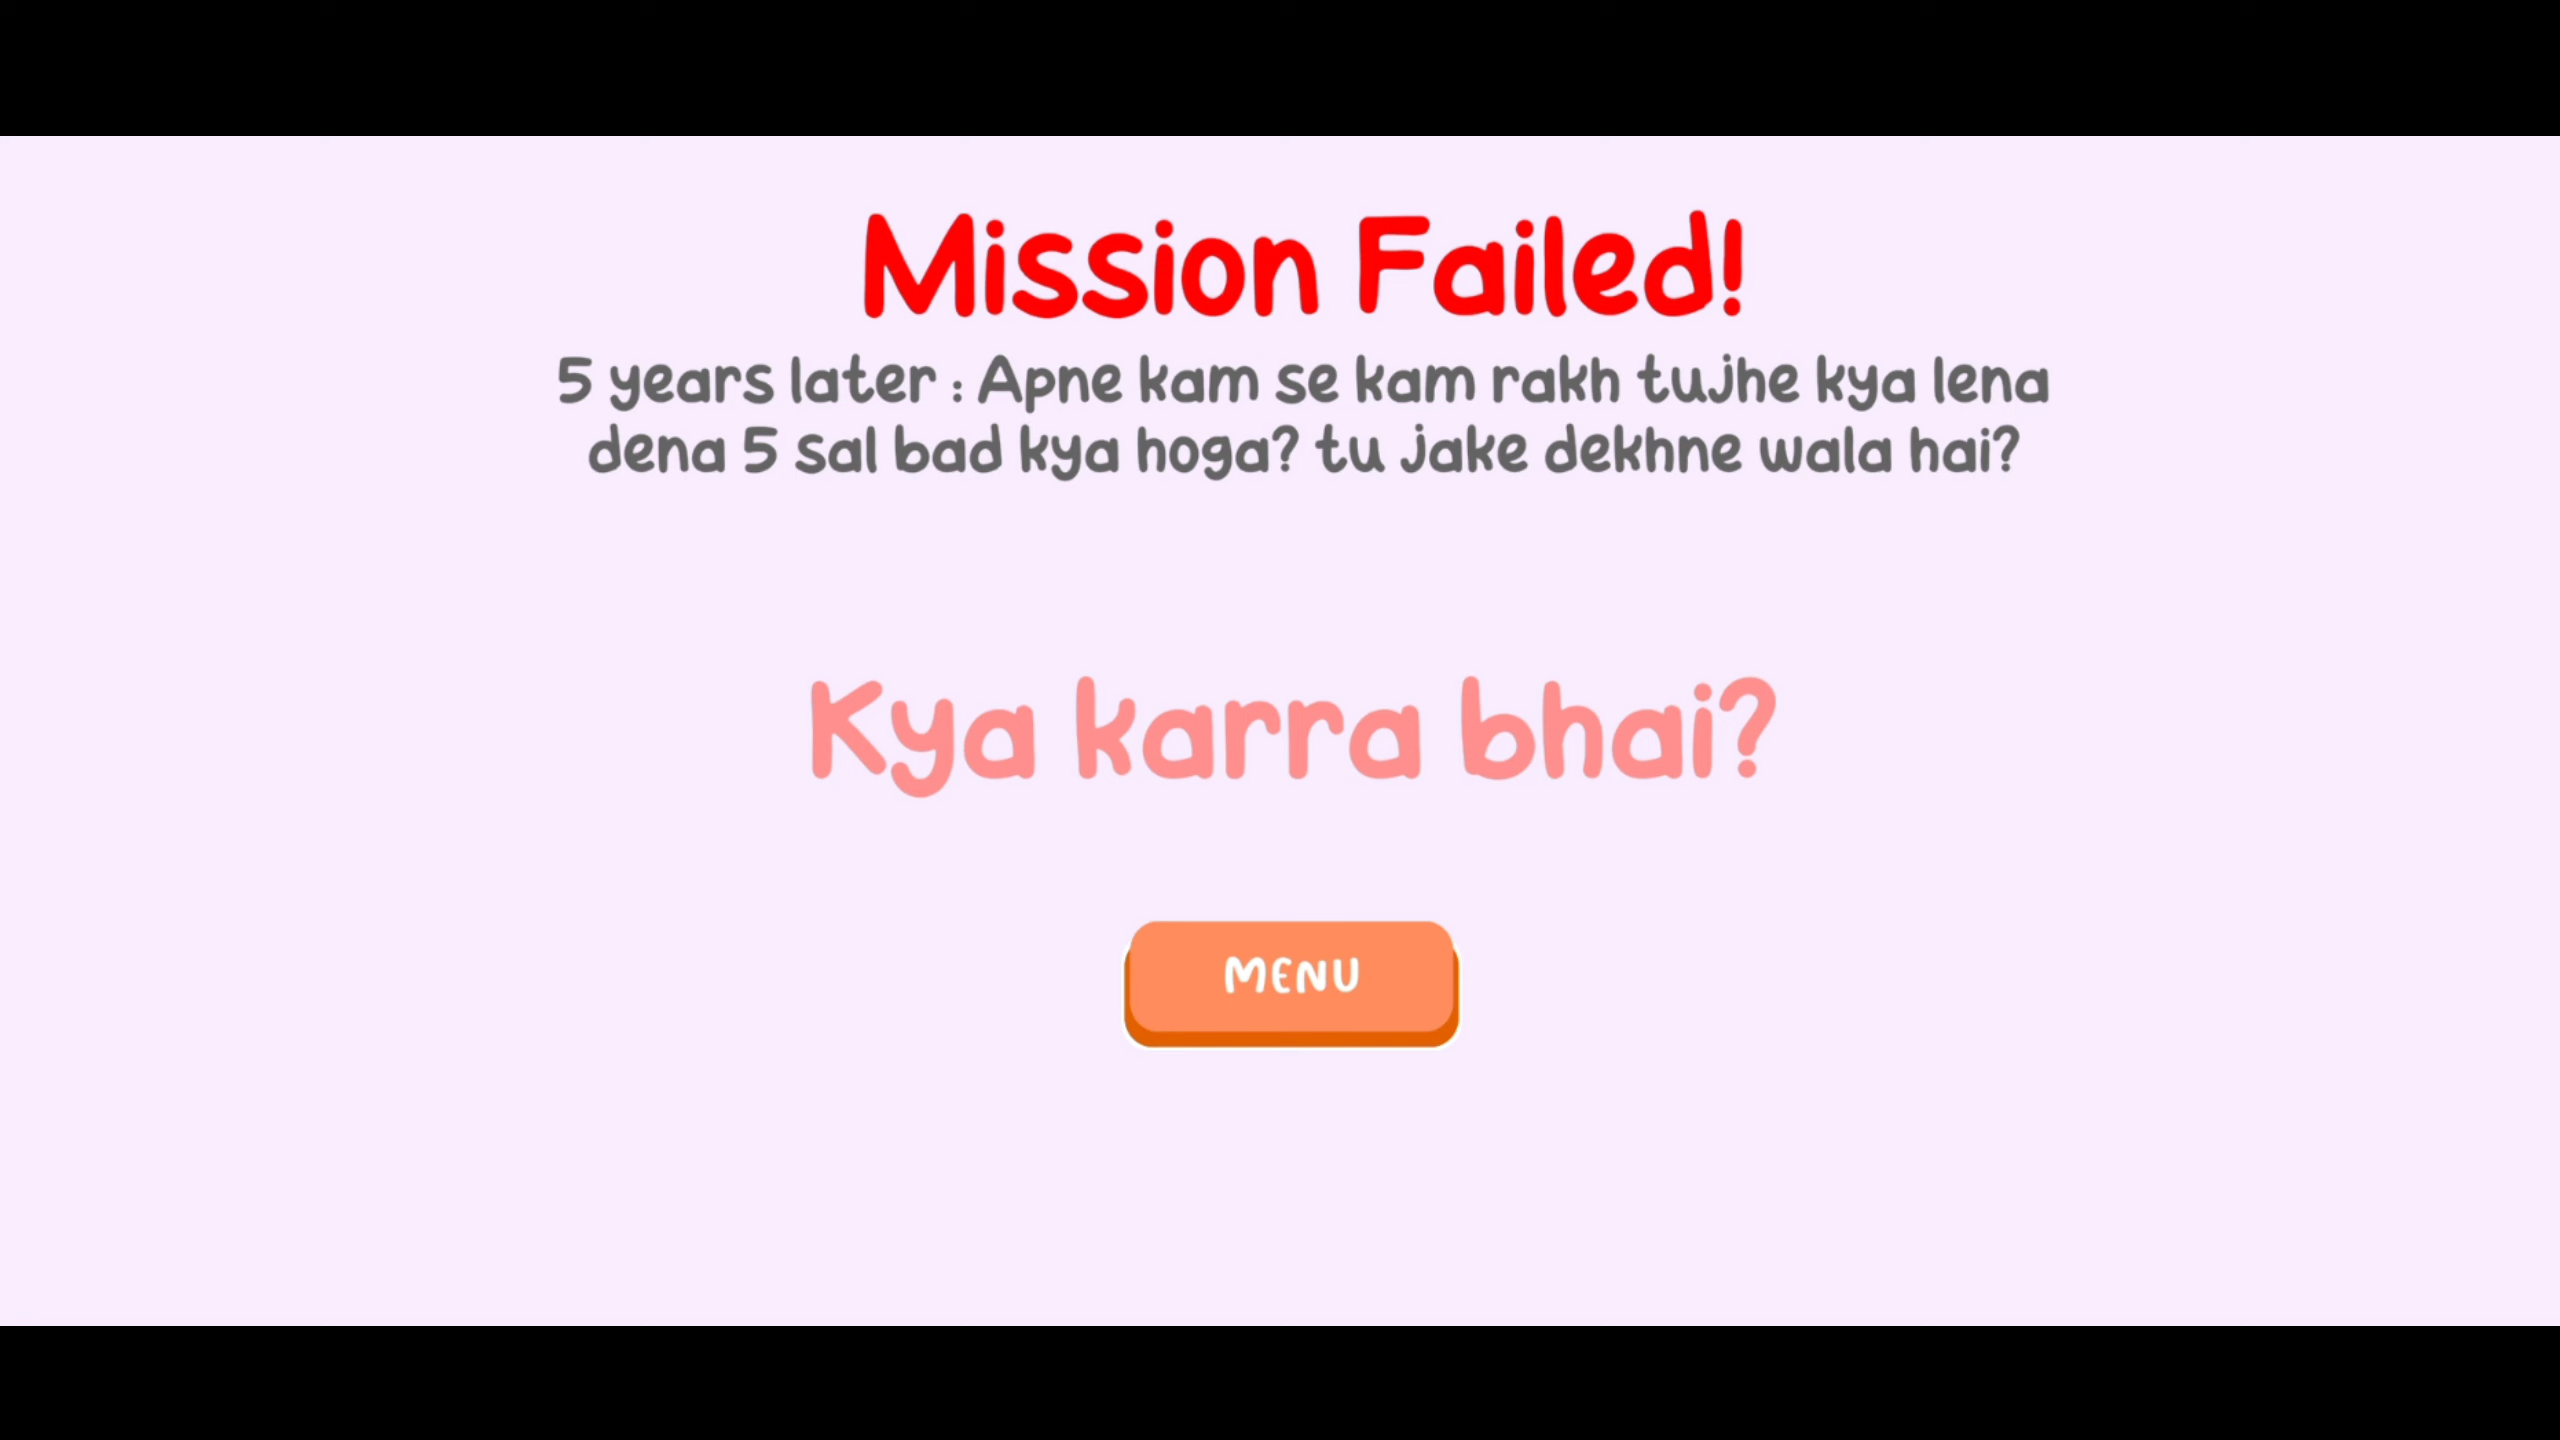 Mission Failed!
5 years later : Apne kam se kam rakh tujhe kya lena
dena 5 sal bad kya hoga? tu jake dekhne wala hai?
Kya karra bhai?
MENU